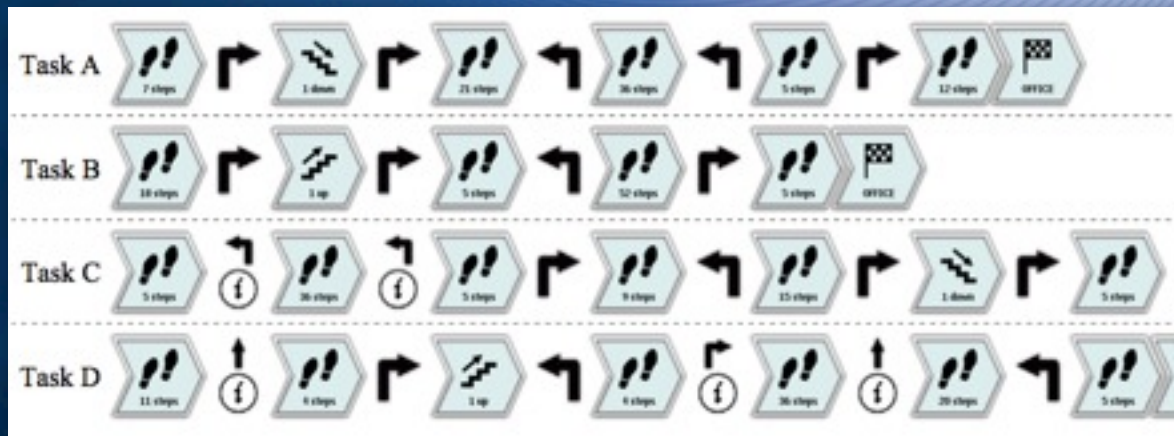 Task A
7 steps
1 down
21 steps
36 steps
5 steps
12 steps
OFFICE
Task B
18 steps
1 up
5 steps
52 steps
5 steps
OFFICE
Task C
5 steps
i
36 steps
i
5 steps
9 steps
15 steps
1 down
5 steps
Task D
11 steps
i
4 steps
1 up
4 steps
i
36 steps
i
20 steps
5 steps